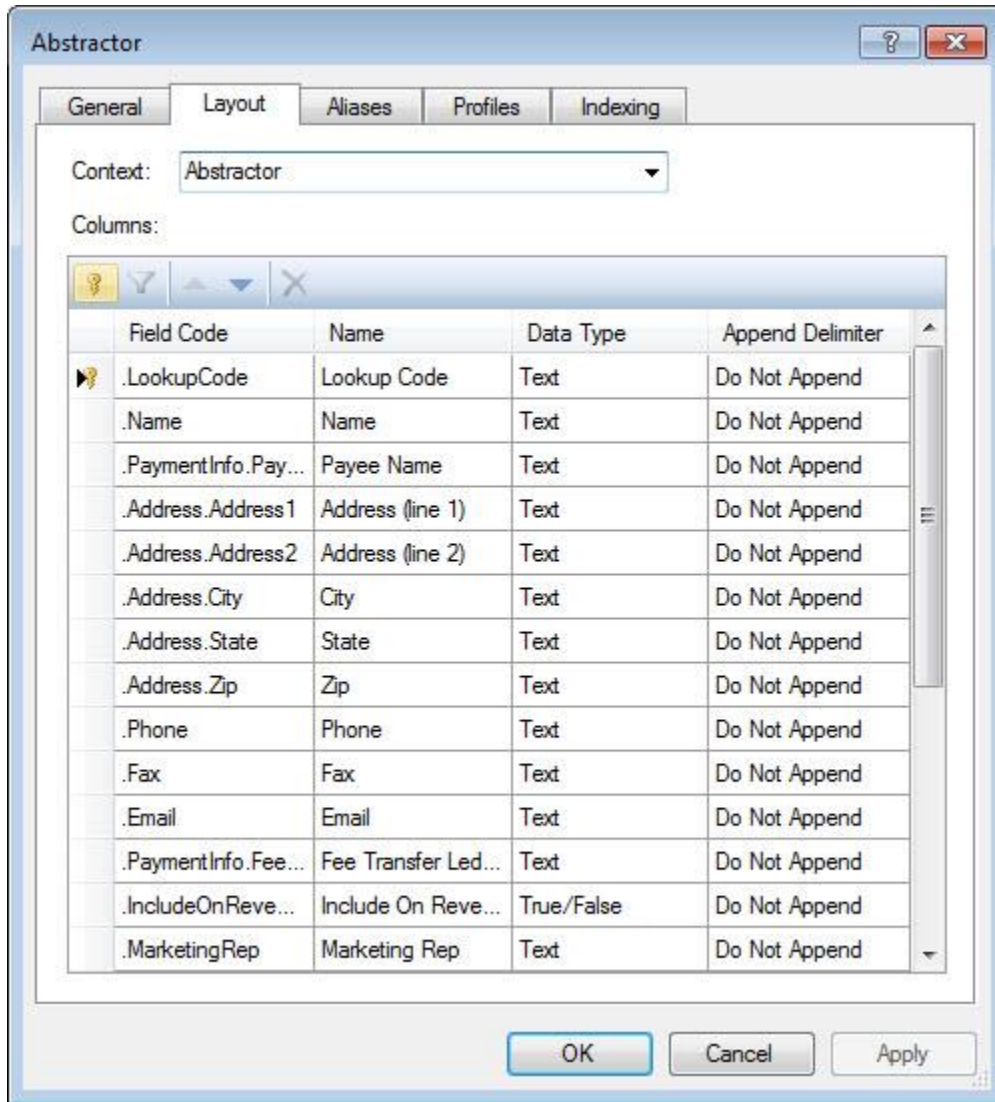 Abstractor
General Layout Aliases Profiles Indexing
Context: Abstractor
Columns:
Field Code Name Data Type Append Delimiter
.LookupCode Lookup Code Text Do Not Append
.Name Name Text Do Not Append
.PaymentInfo.Pay... Payee Name Text Do Not Append
.Address.Address1 Address (line 1) Text Do Not Append
.Address.Address2 Address (line 2) Text Do Not Append
.Address.City City Text Do Not Append
.Address.State State Text Do Not Append
.Address.Zip Zip Text Do Not Append
.Phone Phone Text Do Not Append
.Fax Fax Text Do Not Append
.Email Email Text Do Not Append
.PaymentInfo.Fee... Fee Transfer Led... Text Do Not Append
.IncludeOnReve... Include On Reve... True/False Do Not Append
.MarketingRep Marketing Rep Text Do Not Append
OK Cancel Apply